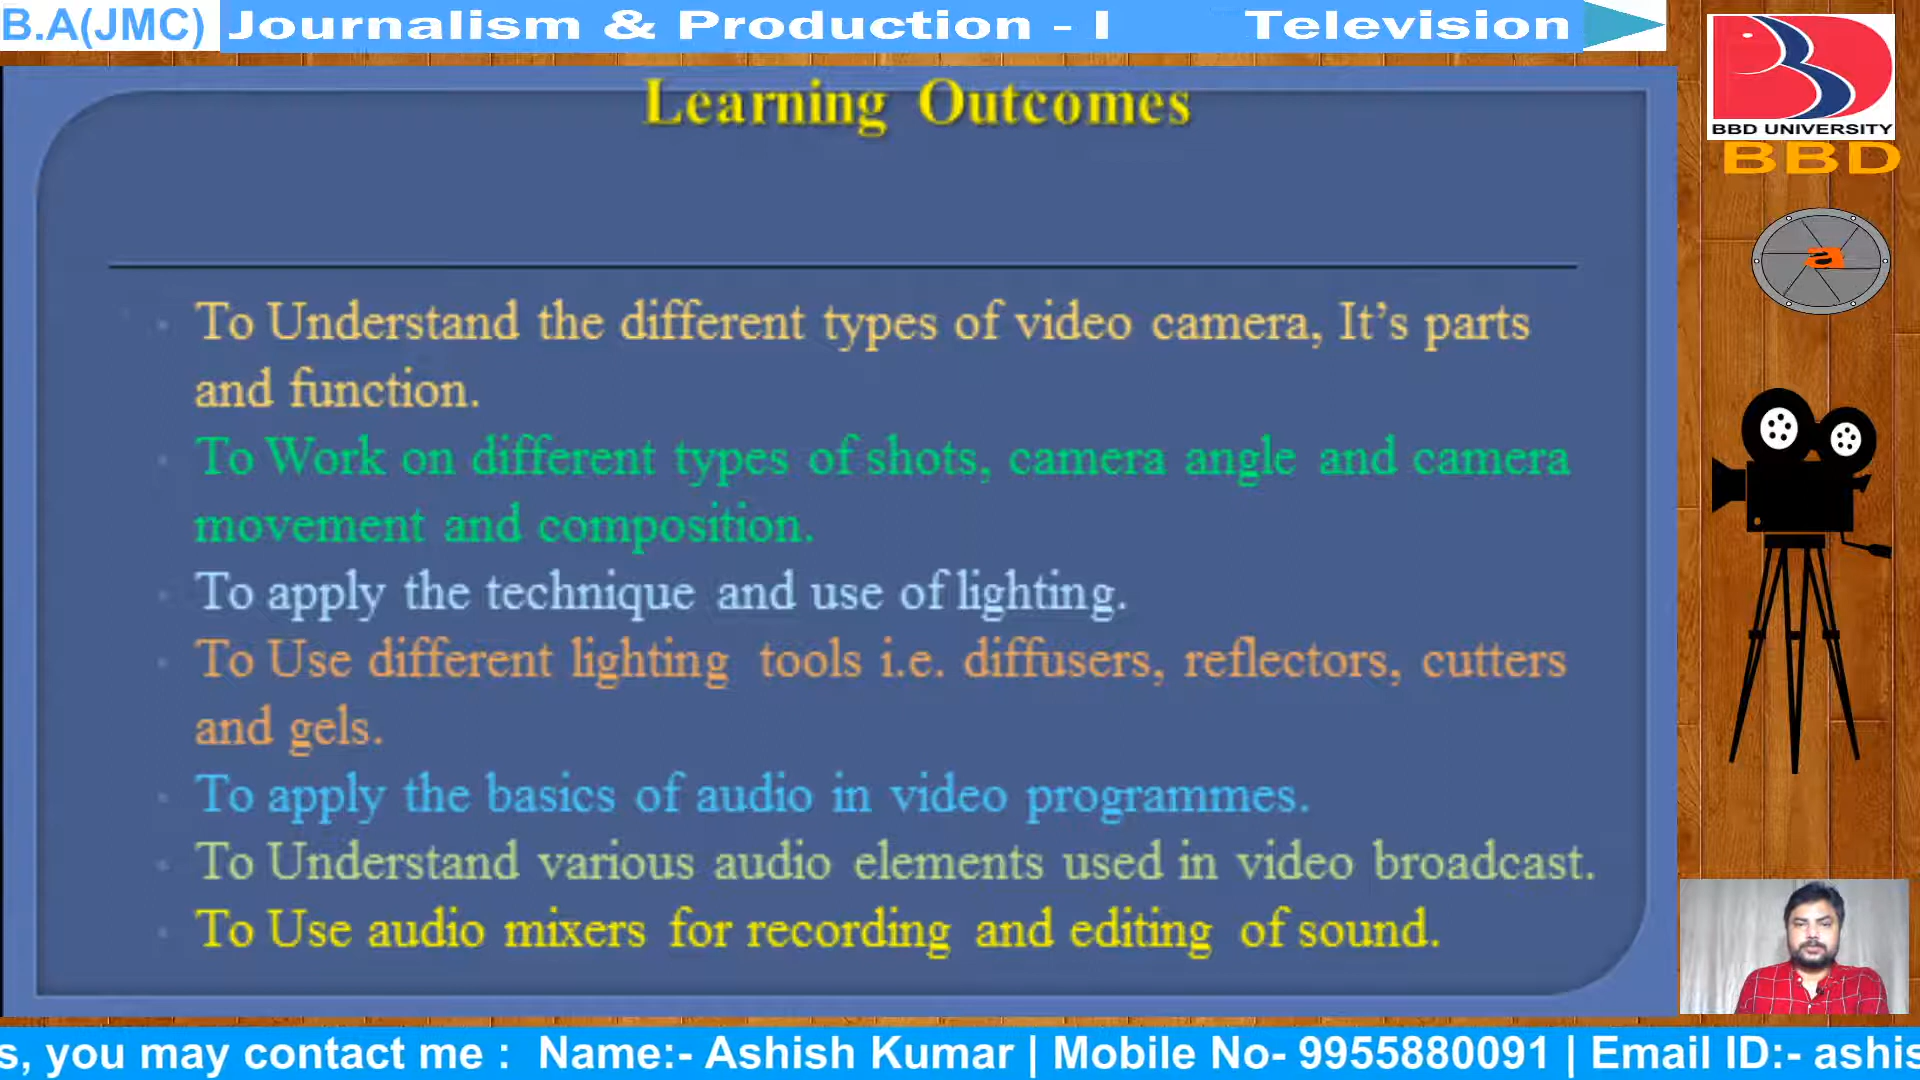 B.A(JMC) Journalism & Production - I Television
BBD UNIVERSITY
BBD
a
Learning Outcomes
To Understand the different types of video camera, It’s parts
and function.
To Work on different types of shots, camera angle and camera
movement and composition.
To apply the technique and use of lighting.
To Use different lighting tools i.e. diffusers, reflectors, cutters
and gels.
To apply the basics of audio in video programmes.
To Understand various audio elements used in video broadcast.
To Use audio mixers for recording and editing of sound.
s, you may contact me : Name:- Ashish Kumar | Mobile No- 9955880091 | Email ID:- ashis